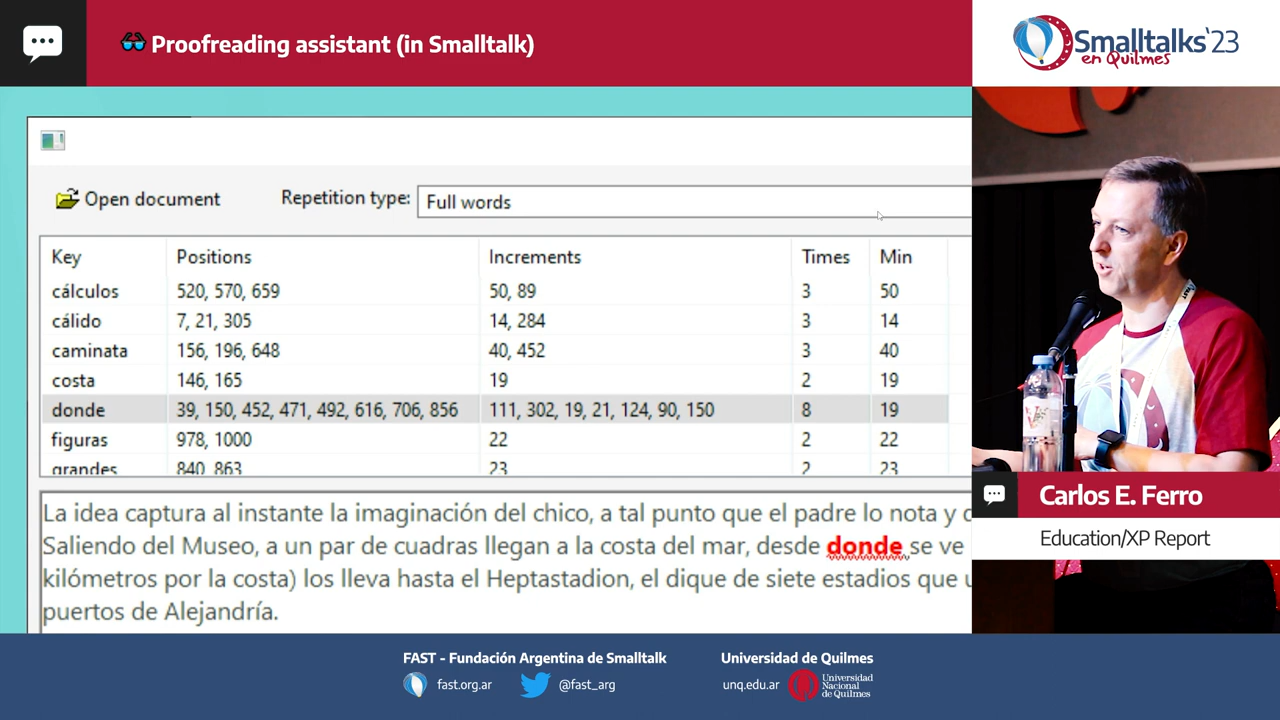 Proofreading assistant (in Smalltalk)
Smalltalks'23
en Quilmes
Open document
Repetition type: Full words
Key Positions Increments Times Min
cálculos 520, 570, 659 50, 89 3 50
cálido 7, 21, 305 14, 284 3 14
caminata 156, 196, 648 40, 452 3 40
costa 146, 165 19 2 19
donde 39, 150, 452, 471, 492, 616, 706, 856 111, 302, 19, 21, 124, 90, 150 8 19
figuras 978, 1000 22 2 22
grandes 840, 863 23 2 23
La idea captura al instante la imaginación del chico, a tal punto que el padre lo nota y
Saliendo del Museo, a un par de cuadras llegan a la costa del mar, desde donde se ve
kilómetros por la costa) los lleva hasta el Heptastadion, el dique de siete estadios que
puertos de Alejandría.
Carlos E. Ferro
Education/XP Report
FAST - Fundación Argentina de Smalltalk
fast.org.ar @fast_arg
Universidad de Quilmes
unq.edu.ar
Universidad
Nacional
de Quilmes